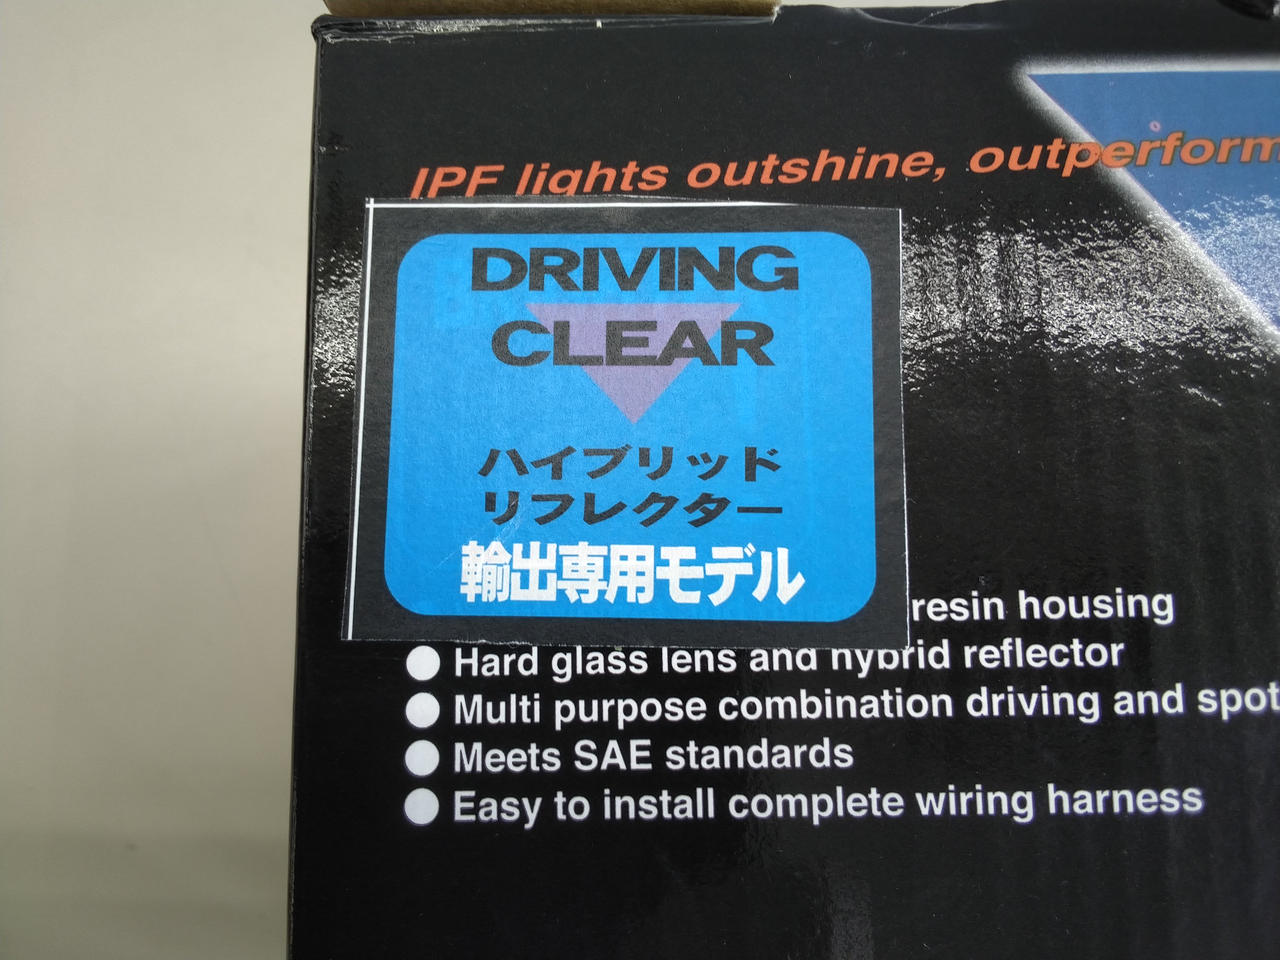 IPF lights outshine, outperform
DRIVING
CLEAR
ハイブリッド
リフレクター
輸出専用モデル
resin housing
Hard glass lens and hybrid reflector
Multi purpose combination driving and spot
Meets SAE standards
Easy to install complete wiring harness